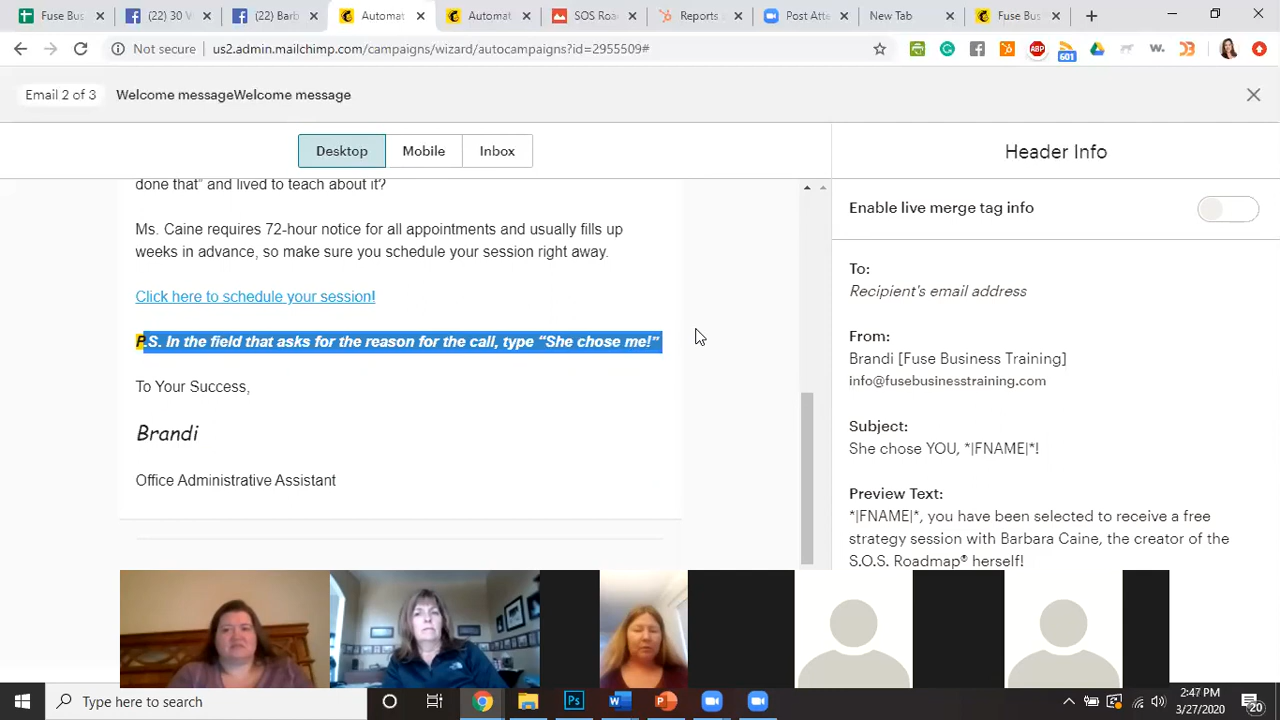 Fuse Bus
(22) 30 V
(22) Barb
Automat
Automat
SOS Roa
Reports
Post Atte
New Tab
Fuse Bu
Not secure us2.admin.mailchimp.com/campaigns/wizard/autocampaigns?id=2955509#
ABP
601
w.
Email 2 of 3 Welcome messageWelcome message
Desktop Mobile Inbox
Header Info
done that” and lived to teach about it?
Ms. Caine requires 72-hour notice for all appointments and usually fills up
weeks in advance, so make sure you schedule your session right away.
Click here to schedule your session!
P.S. In the field that asks for the reason for the call, type “She chose me!”
To Your Success,
Brandi
Office Administrative Assistant
Enable live merge tag info
To:
Recipient's email address
From:
Brandi [Fuse Business Training]
info@fusebusinesstraining.com
Subject:
She chose YOU, *|FNAME|*!
Preview Text:
*|FNAME|*, you have been selected to receive a free
strategy session with Barbara Caine, the creator of the
S.O.S. Roadmap® herself!
Type here to search
Ps
2:47 PM
3/27/2020
20